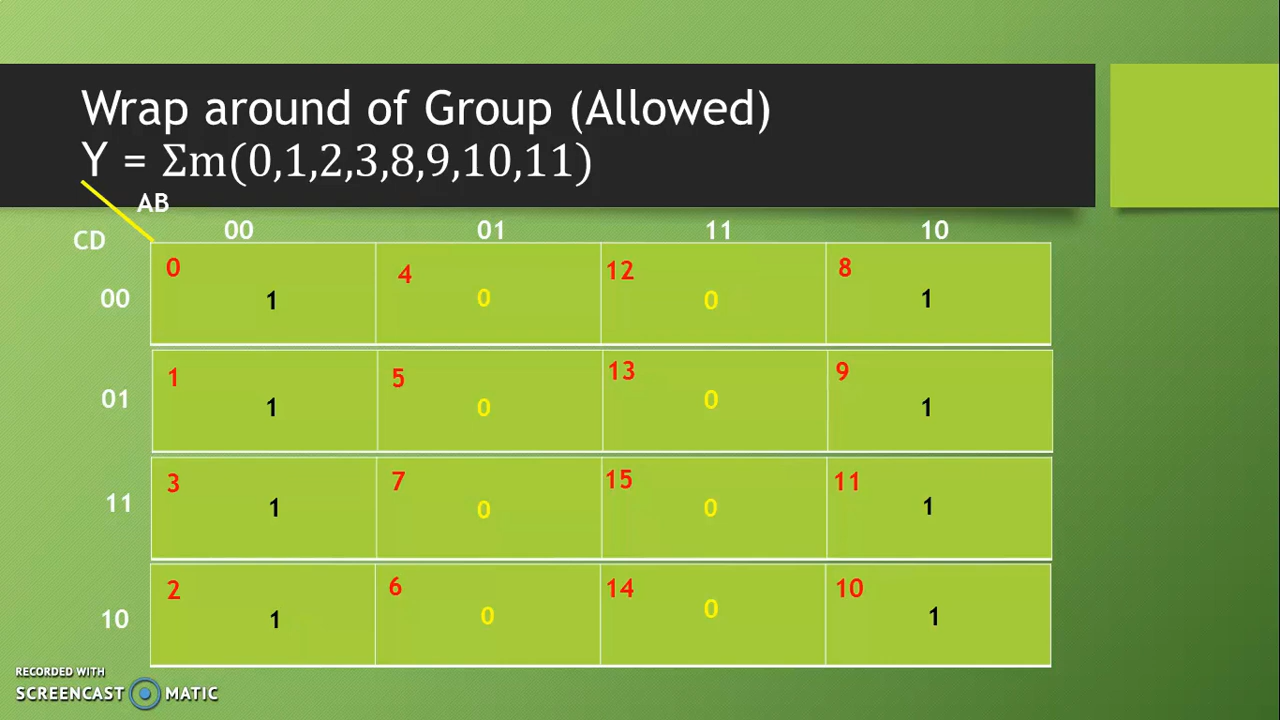 Wrap around of Group (Allowed)
Y = Σm(0,1,2,3,8,9,10,11)
AB
CD
00 01 11 10
0 4 12 8
00 1 0 0 1
1 5 13 9
01 1 0 0 1
3 7 15 11
11 1 0 0 1
2 6 14 10
10 1 0 0 1
RECORDED WITH
SCREENCAST MATIC